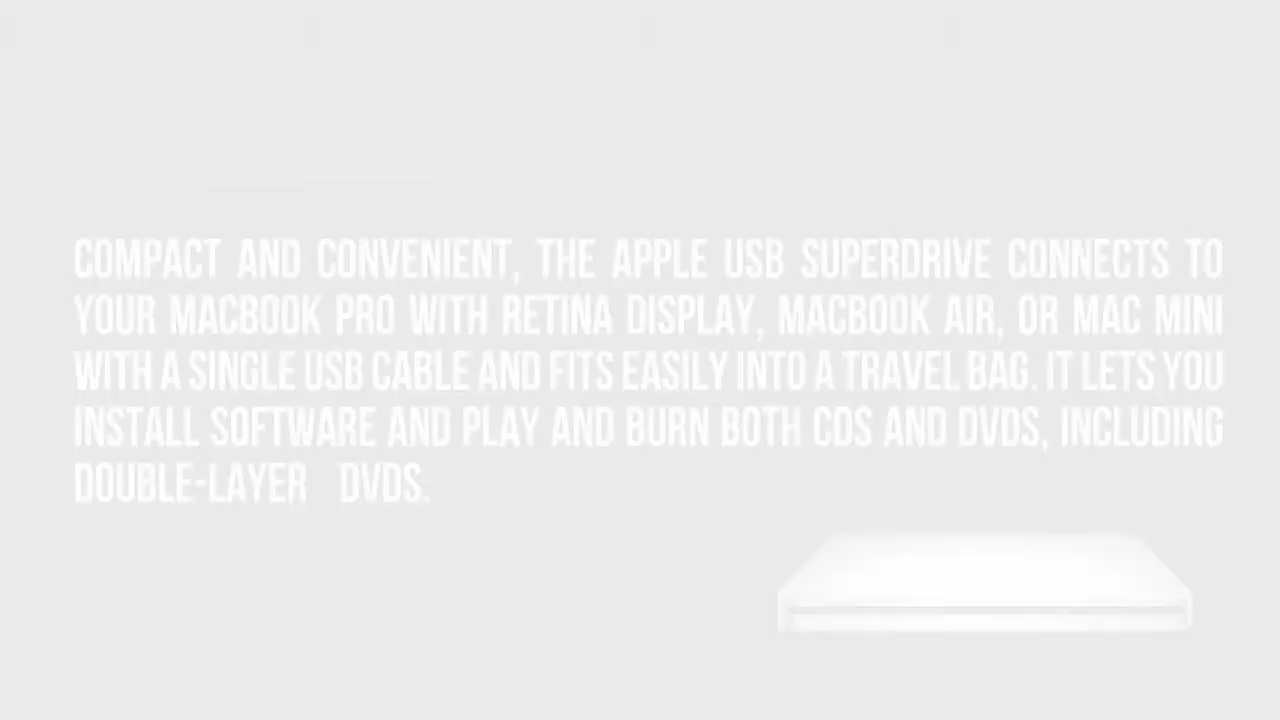 COMPACT AND CONVENIENT, THE APPLE USB SUPERDRIVE CONNECTS TO
YOUR MACBOOK PRO WITH RETINA DISPLAY, MACBOOK AIR, OR MAC MINI
WITH A SINGLE USB CABLE AND FITS EASILY INTO A TRAVEL BAG. IT LETS YOU
INSTALL SOFTWARE AND PLAY AND BURN BOTH CDS AND DVDS, INCLUDING
DOUBLE-LAYER DVDS.